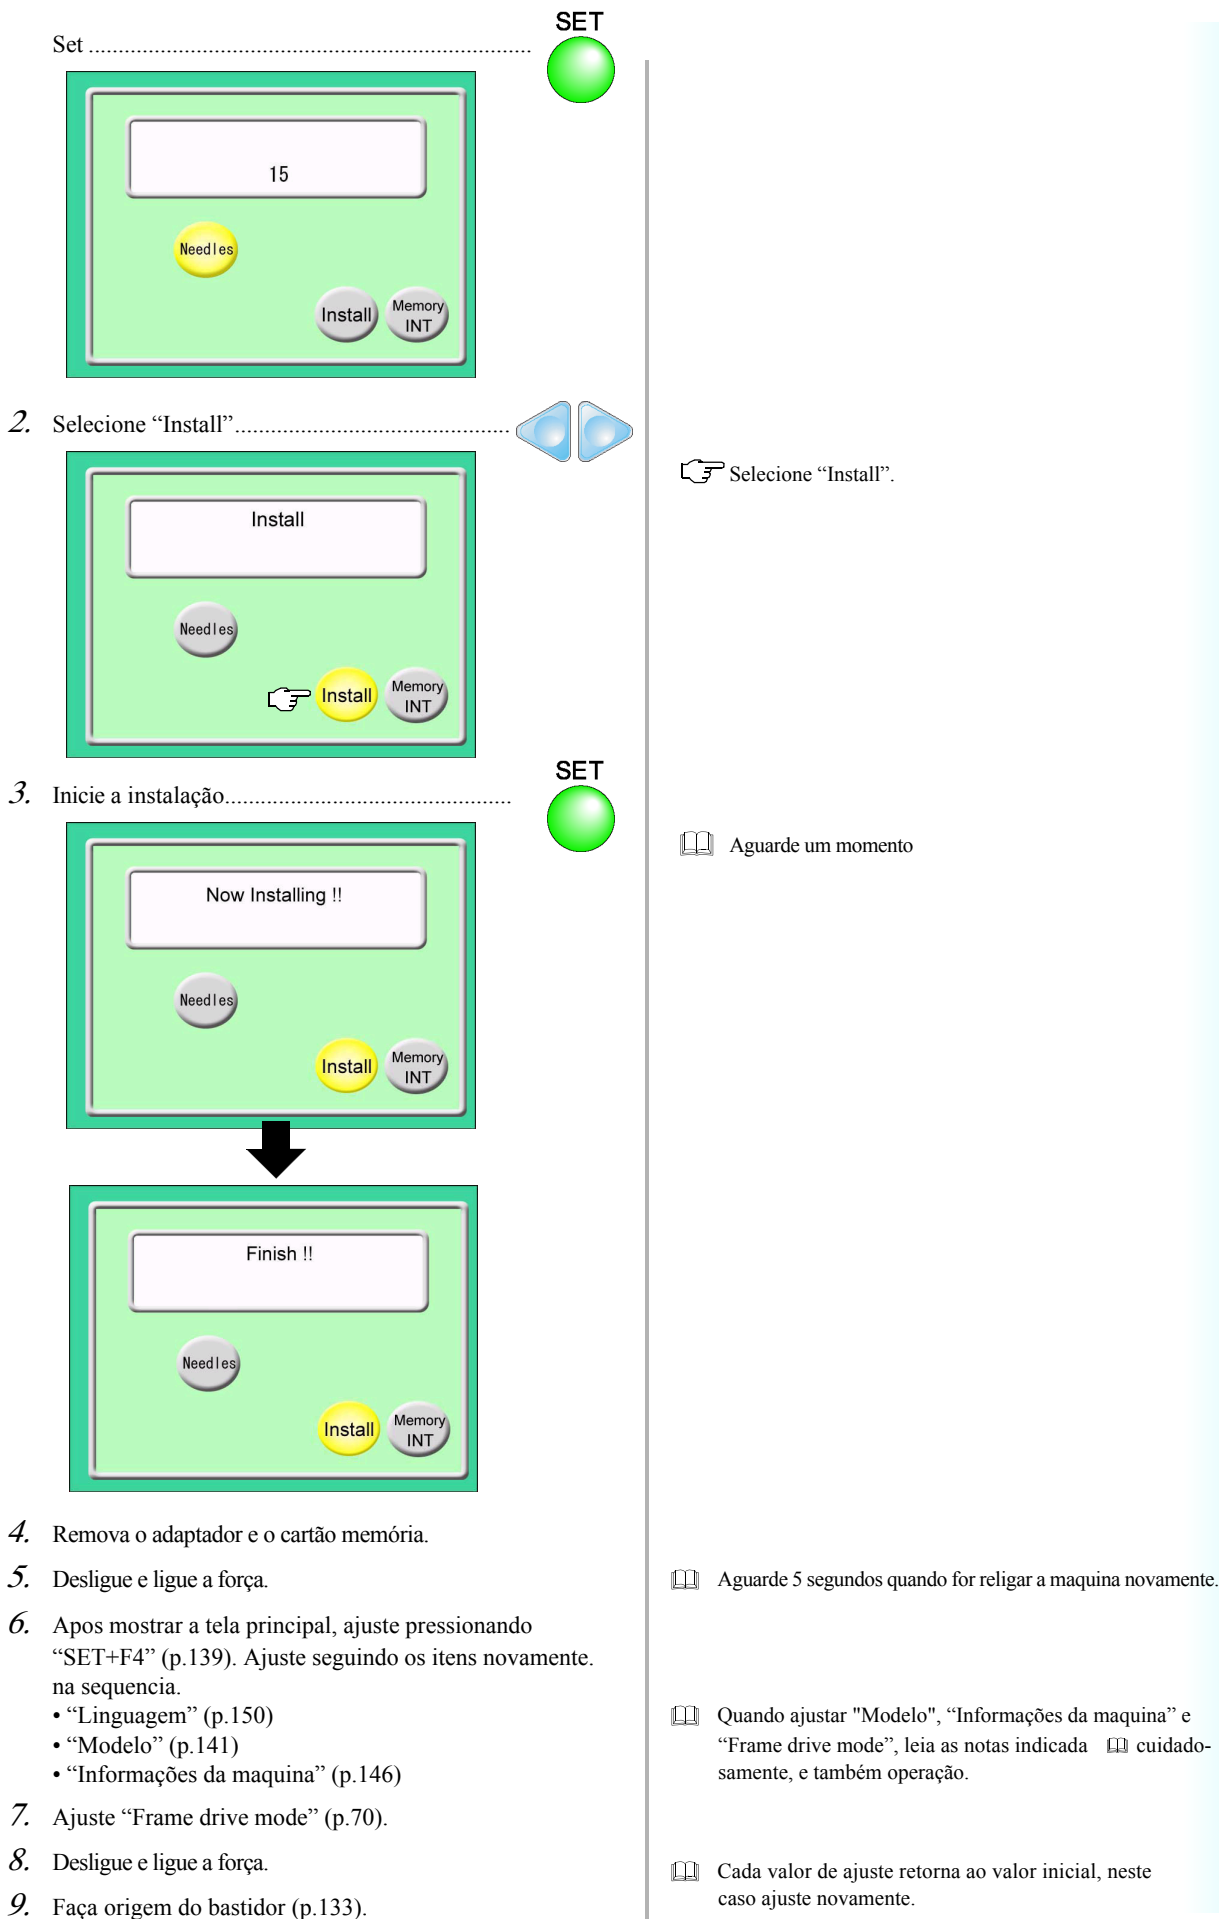 SET
Set ...........................................................................
15
Needles
Install
Memory
INT
2. Selecione “Install”..............................................
Selecione “Install”.
Install
Needles
Install
Memory
INT
SET
3. Inicie a instalação................................................
Aguarde um momento
Now Installing !!
Needles
Install
Memory
INT
Finish !!
Needles
Install
Memory
INT
4. Remova o adaptador e o cartão memória.
5. Desligue e ligue a força.
Aguarde 5 segundos quando for religar a maquina novamente.
6. Apos mostrar a tela principal, ajuste pressionando
“SET+F4” (p.139). Ajuste seguindo os itens novamente.
na sequencia.
• “Linguagem” (p.150)
• “Modelo” (p.141)
• “Informações da maquina” (p.146)
Quando ajustar "Modelo", “Informações da maquina” e
“Frame drive mode”, leia as notas indicada cuidado-
samente, e também operação.
7. Ajuste “Frame drive mode” (p.70).
8. Desligue e ligue a força.
Cada valor de ajuste retorna ao valor inicial, neste
caso ajuste novamente.
9. Faça origem do bastidor (p.133).